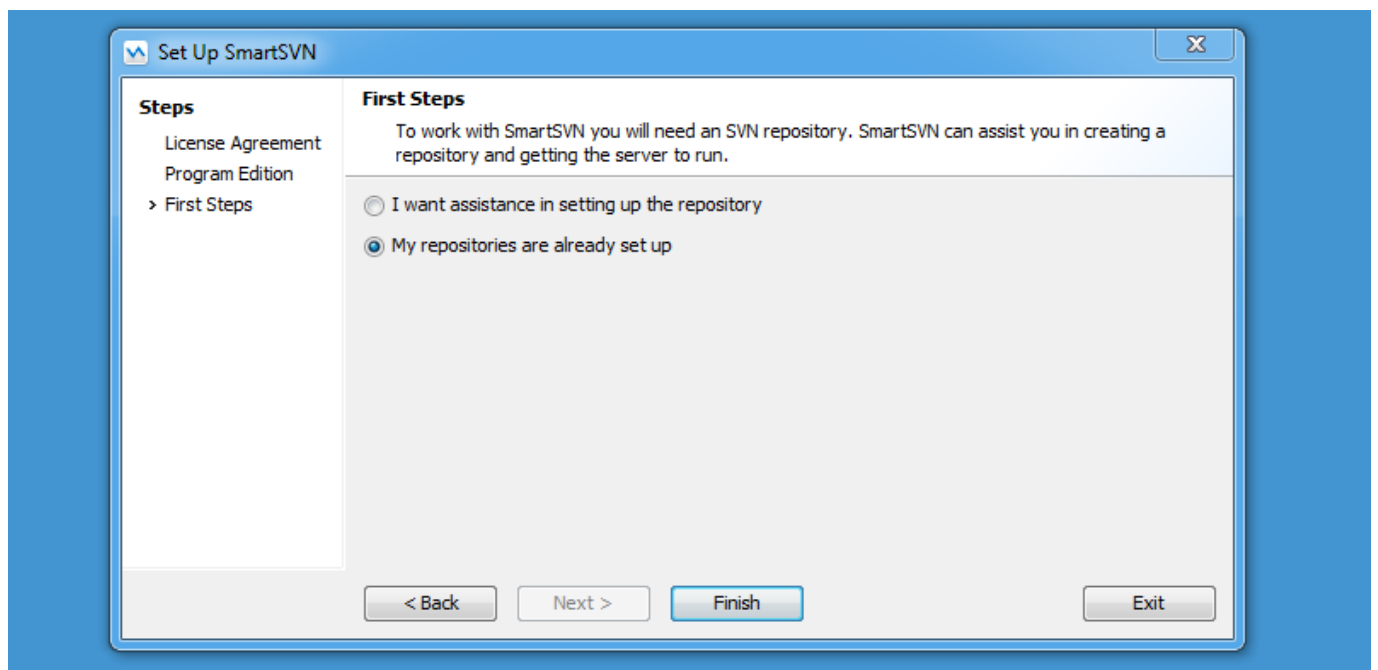 Set Up SmartSVN
Steps
License Agreement
Program Edition
› First Steps
First Steps
To work with SmartSVN you will need an SVN repository. SmartSVN can assist you in creating a
repository and getting the server to run.
I want assistance in setting up the repository
My repositories are already set up
< Back
Next >
Finish
Exit